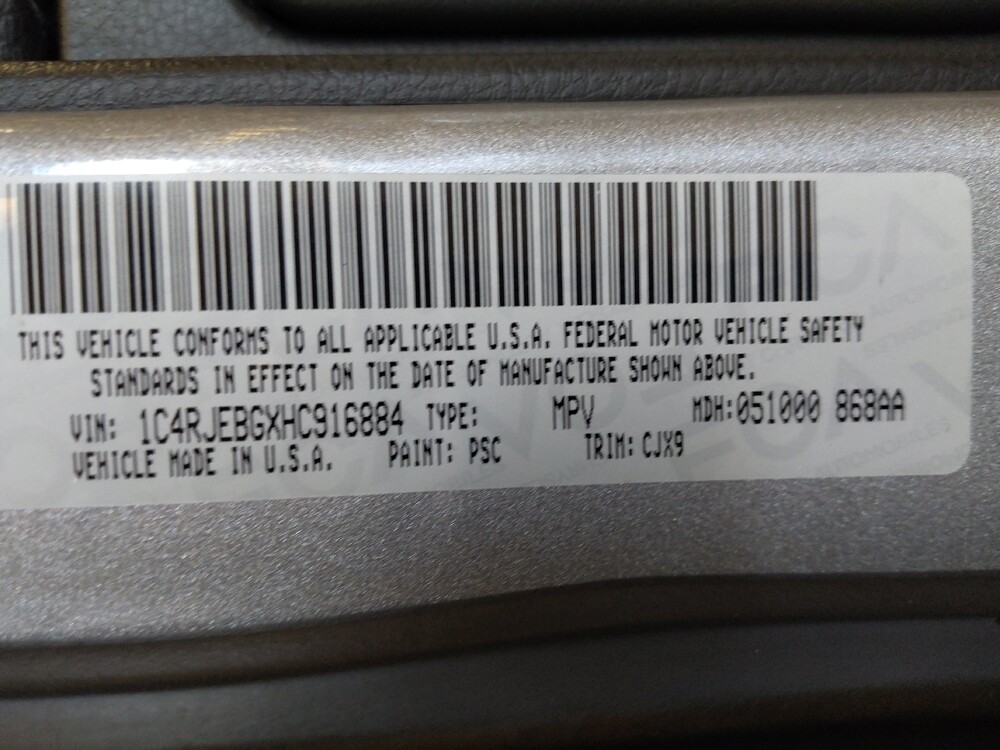 THIS VEHICLE CONFORMS TO ALL APPLICABLE U.S.A. FEDERAL MOTOR VEHICLE SAFETY
STANDARDS IN EFFECT ON THE DATE OF MANUFACTURE SHOWN ABOVE.
VIN: 1C4RJEBGXHC916884 TYPE: MPV MDH:051000 868AA
VEHICLE MADE IN U.S.A. PAINT: PSC TRIM: CJX9